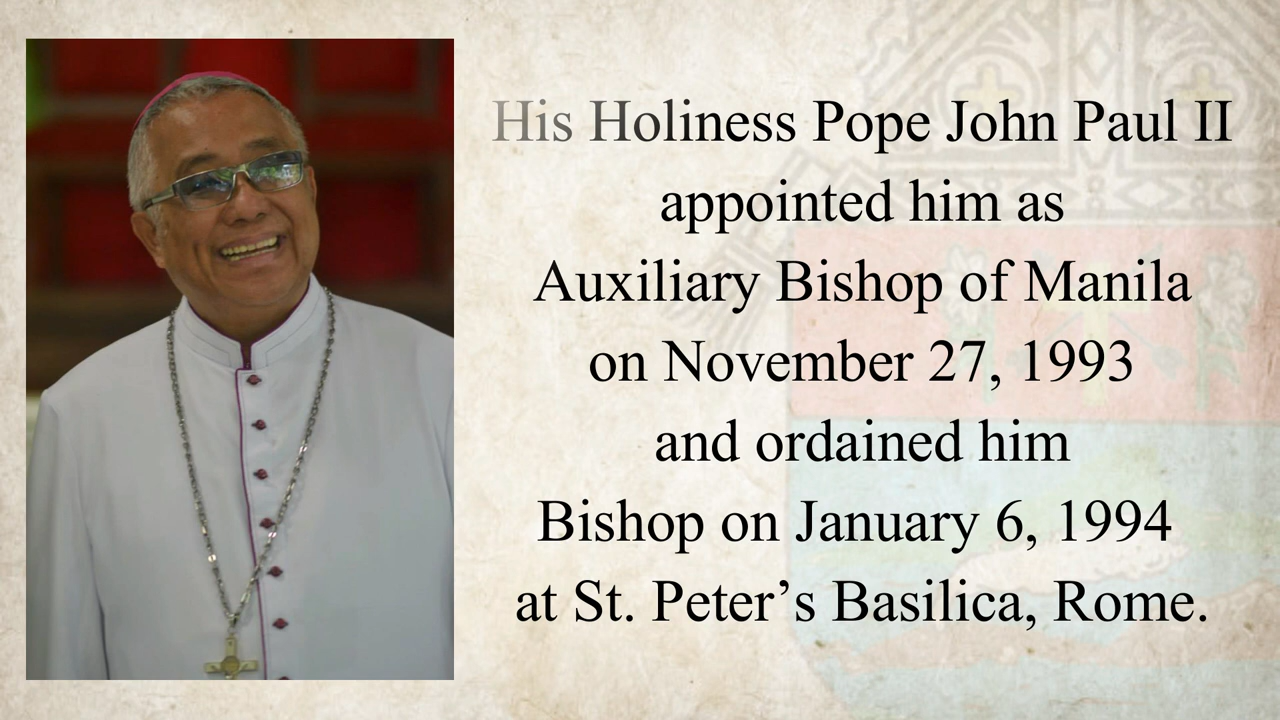 His Holiness Pope John Paul II
appointed him as
Auxiliary Bishop of Manila
on November 27, 1993
and ordained him
Bishop on January 6, 1994
at St. Peter’s Basilica, Rome.